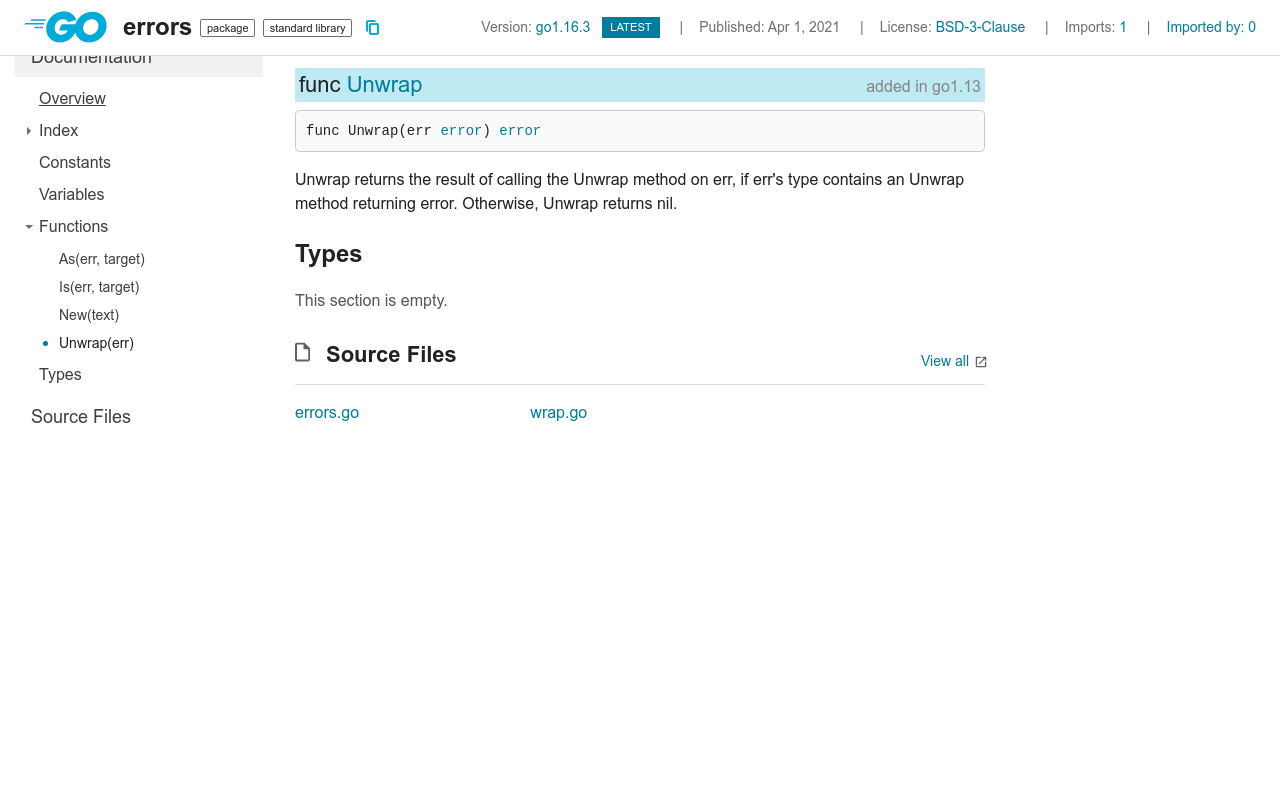 GO errors package standard library Version: go1.16.3 LATEST | Published: Apr 1, 2021 | License: BSD-3-Clause | Imports: 1 | Imported by: 0
Documentation
Overview
Index
Constants
Variables
Functions
As(err, target)
Is(err, target)
New(text)
Unwrap(err)
Types
Source Files
func Unwrap added in go1.13
func Unwrap(err error) error
Unwrap returns the result of calling the Unwrap method on err, if err's type contains an Unwrap
method returning error. Otherwise, Unwrap returns nil.
Types
This section is empty.
Source Files View all
errors.go wrap.go